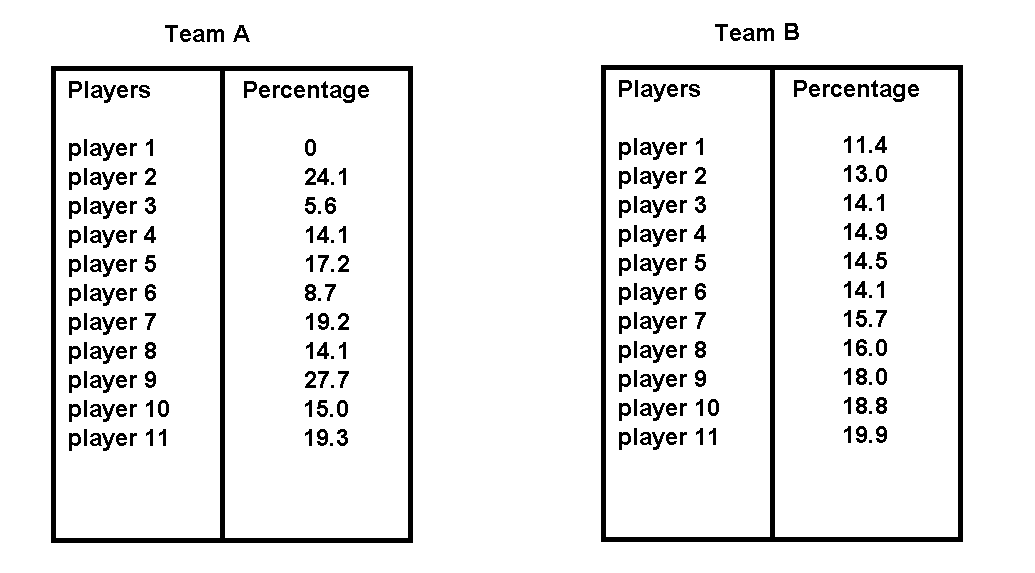 Team A
Players Percentage
player 1 0
player 2 24.1
player 3 5.6
player 4 14.1
player 5 17.2
player 6 8.7
player 7 19.2
player 8 14.1
player 9 27.7
player 10 15.0
player 11 19.3
Team B
Players Percentage
player 1 11.4
player 2 13.0
player 3 14.1
player 4 14.9
player 5 14.5
player 6 14.1
player 7 15.7
player 8 16.0
player 9 18.0
player 10 18.8
player 11 19.9